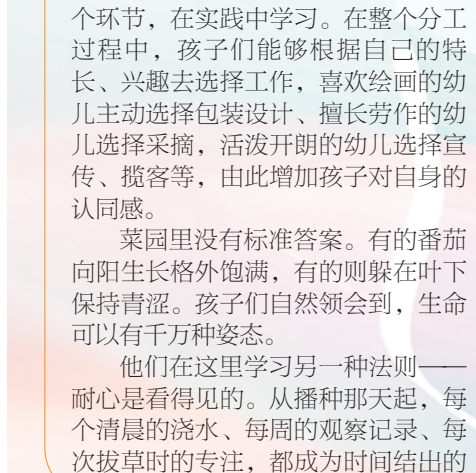 个环节，在实践中学习。在整个分工
过程中，孩子们能够根据自己的特
长、兴趣去选择工作，喜欢绘画的幼
儿主动选择包装设计、擅长劳作的幼
儿选择采摘，活泼开朗的幼儿选择宣
传、揽客等，由此增加孩子对自身的
认同感。
菜园里没有标准答案。有的番茄
向阳生长格外饱满，有的则躲在叶下
保持青涩。孩子们自然领会到，生命
可以有千万种姿态。
他们在这里学习另一种法则——
耐心是看得见的。从播种那天起，每
个清晨的浇水、每周的观察记录、每
次拔草时的专注，都成为时间结出的